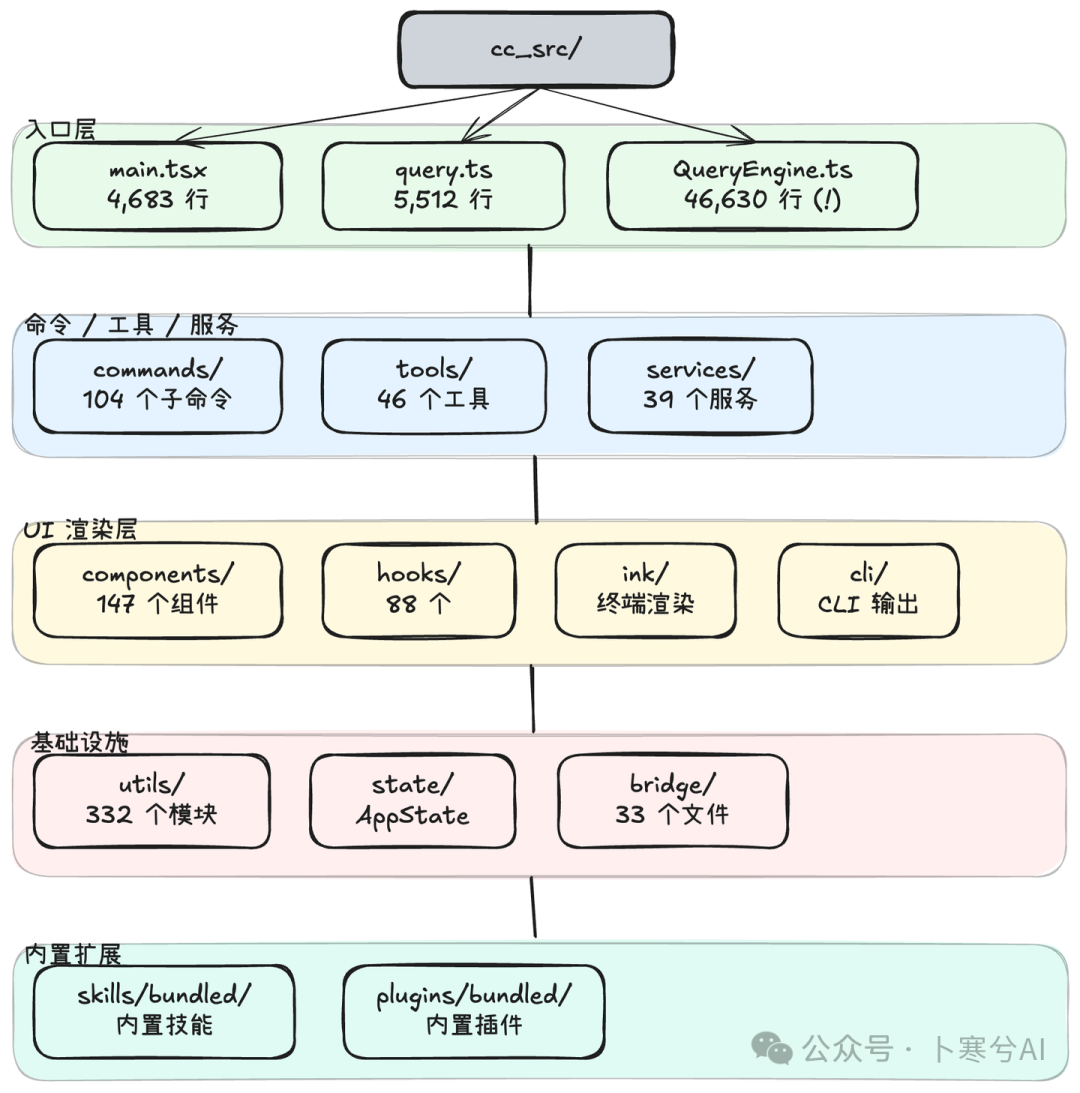 cc_src/
入口层
main.tsx
4,683 行
query.ts
5,512 行
QueryEngine.ts
46,630 行 (!)
命令 / 工具 / 服务
commands/
104 个子命令
tools/
46 个工具
services/
39 个服务
UI 渲染层
components/
147 个组件
hooks/
88 个
ink/
终端渲染
cli/
CLI 输出
基础设施
utils/
332 个模块
state/
AppState
bridge/
33 个文件
内置扩展
skills/bundled/
内置技能
plugins/bundled/
内置插件
公众号 · 卜寒兮AI